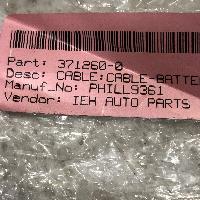 Part: 371260-0
Desc: CABLE;CABLE-BATTE
Manuf_No: PHILL9361
Vendor: IEH AUTO PARTS